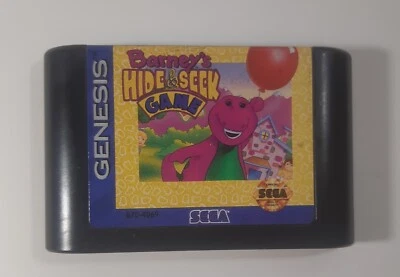 GENESIS
Barney's
HIDE & SEEK
GAME
SEGA
SEGA